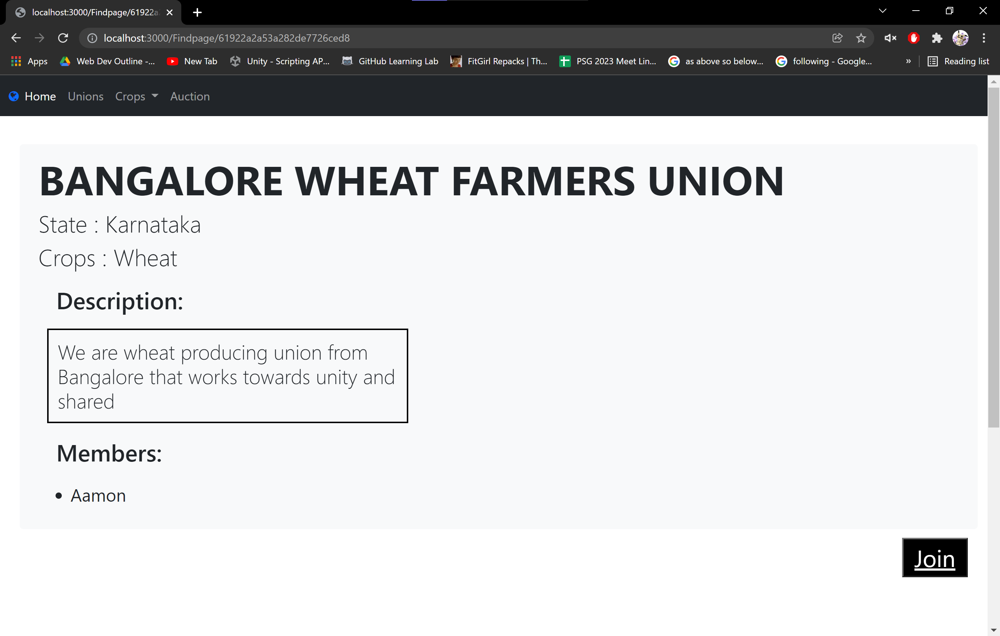 localhost:3000/Findpage/61922a
localhost:3000/Findpage/61922a2a53a282de7726ced8
Apps Web Dev Outline -... New Tab Unity - Scripting AP... GitHub Learning Lab FitGirl Repacks | Th... PSG 2023 Meet Lin... as above so below... following - Google... » Reading list
Home Unions Crops Auction
BANGALORE WHEAT FARMERS UNION
State : Karnataka
Crops : Wheat
Description:
We are wheat producing union from
Bangalore that works towards unity and
shared
Members:
• Aamon
Join